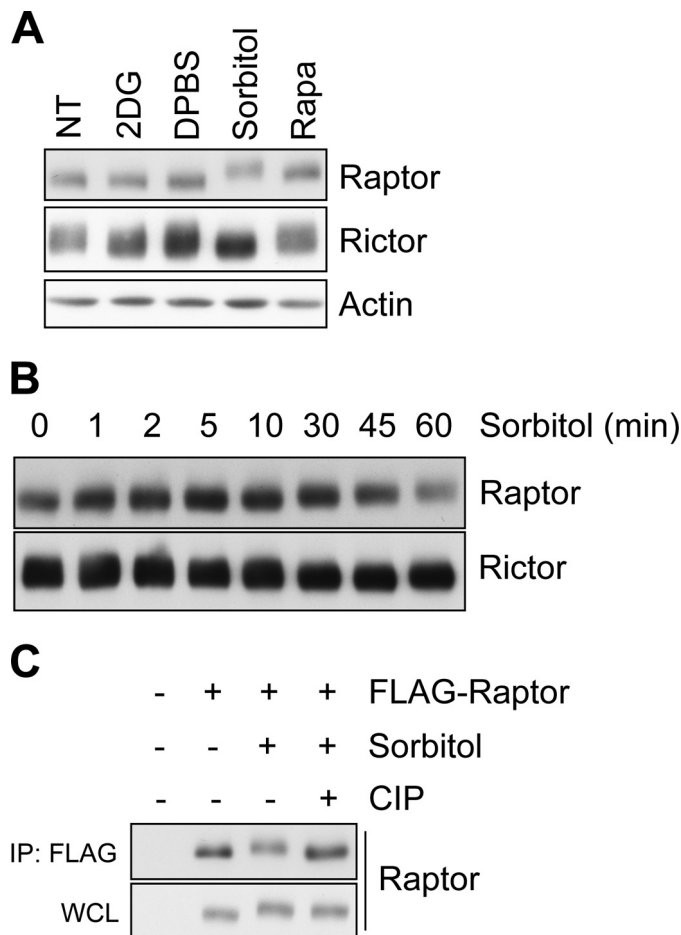 A
NT 2DG DPBS Sorbitol Rapa
Raptor
Rictor
Actin
B
0 1 2 5 10 30 45 60 Sorbitol (min)
Raptor
Rictor
C
- + + + FLAG-Raptor
- - + + Sorbitol
- - - + CIP
IP: FLAG
Raptor
WCL